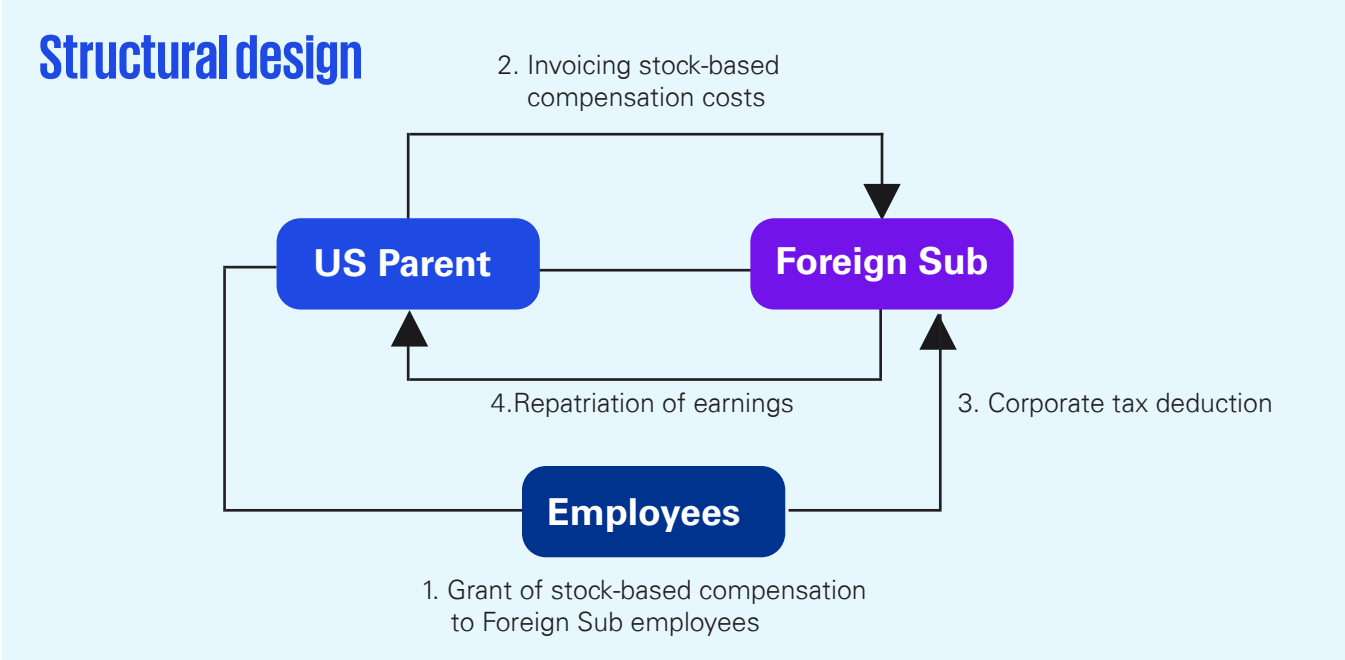 Structural design
2. Invoicing stock-based
compensation costs
US Parent
Foreign Sub
4.Repatriation of earnings
3. Corporate tax deduction
Employees
1. Grant of stock-based compensation
to Foreign Sub employees